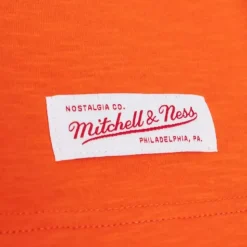 NOSTALGIA CO.
Mitchell & Ness
PHILADELPHIA, PA.